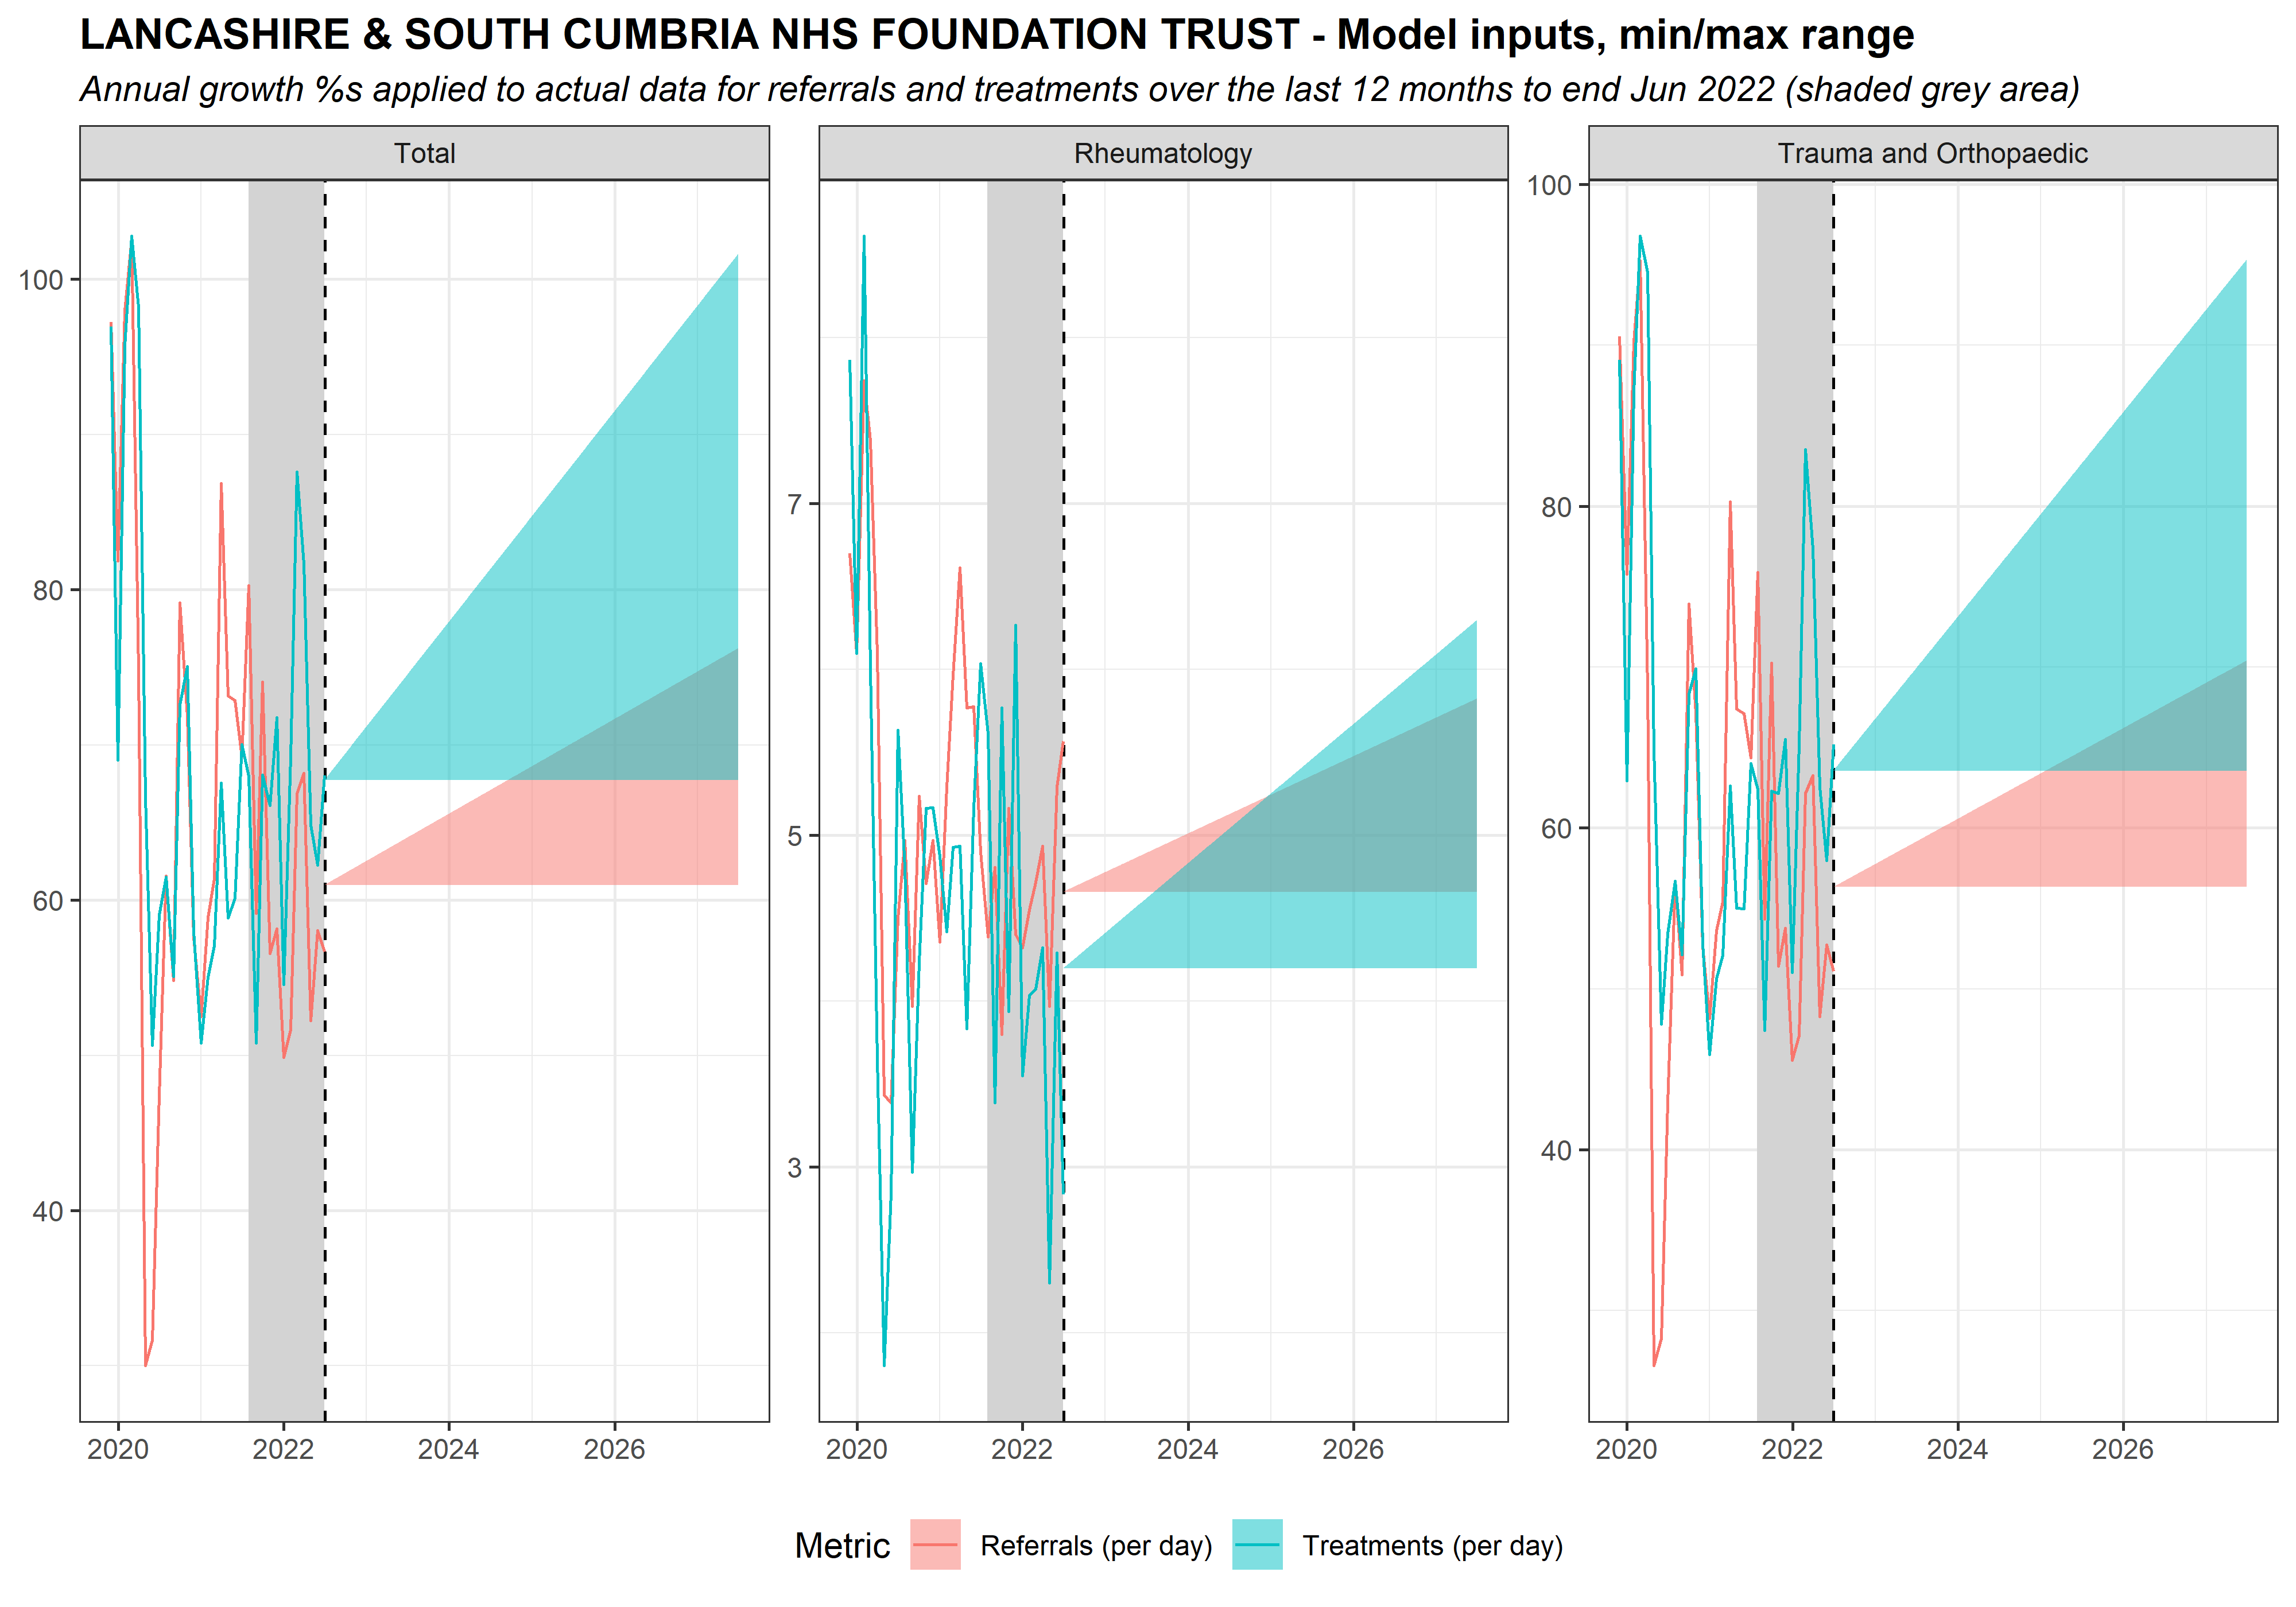 LANCASHIRE & SOUTH CUMBRIA NHS FOUNDATION TRUST - Model inputs, min/max range
Annual growth %s applied to actual data for referrals and treatments over the last 12 months to end Jun 2022 (shaded grey area)
Total
100
80
60
40
2020 2022 2024 2026
Rheumatology
7
5
3
2020 2022 2024 2026
Trauma and Orthopaedic
100
80
60
40
2020 2022 2024 2026
Metric Referrals (per day) Treatments (per day)